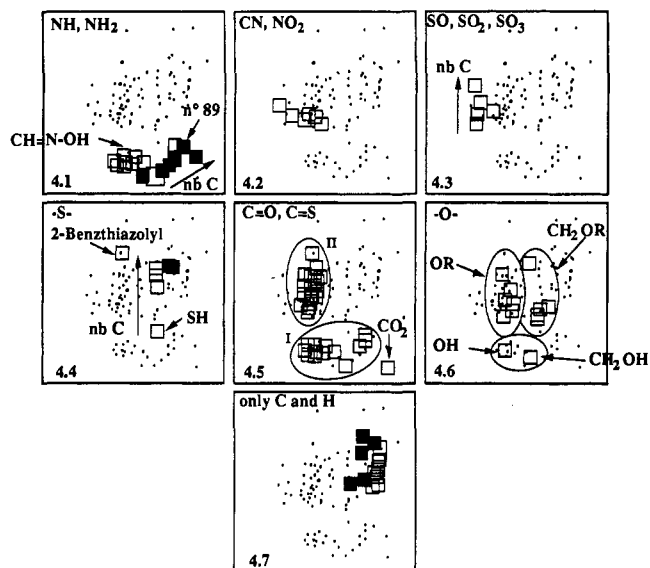 NH, NH2
n° 89
CH=N-OH
nb C
4.1
CN, NO2
4.2
SO, SO2, SO3
nb C
4.3
-S-
2-Benzthiazolyl
nb C
SH
4.4
C=O, C=S
II
I
CO2-
4.5
-O-
CH2OR
OR
OH
CH2OH
4.6
only C and H
4.7